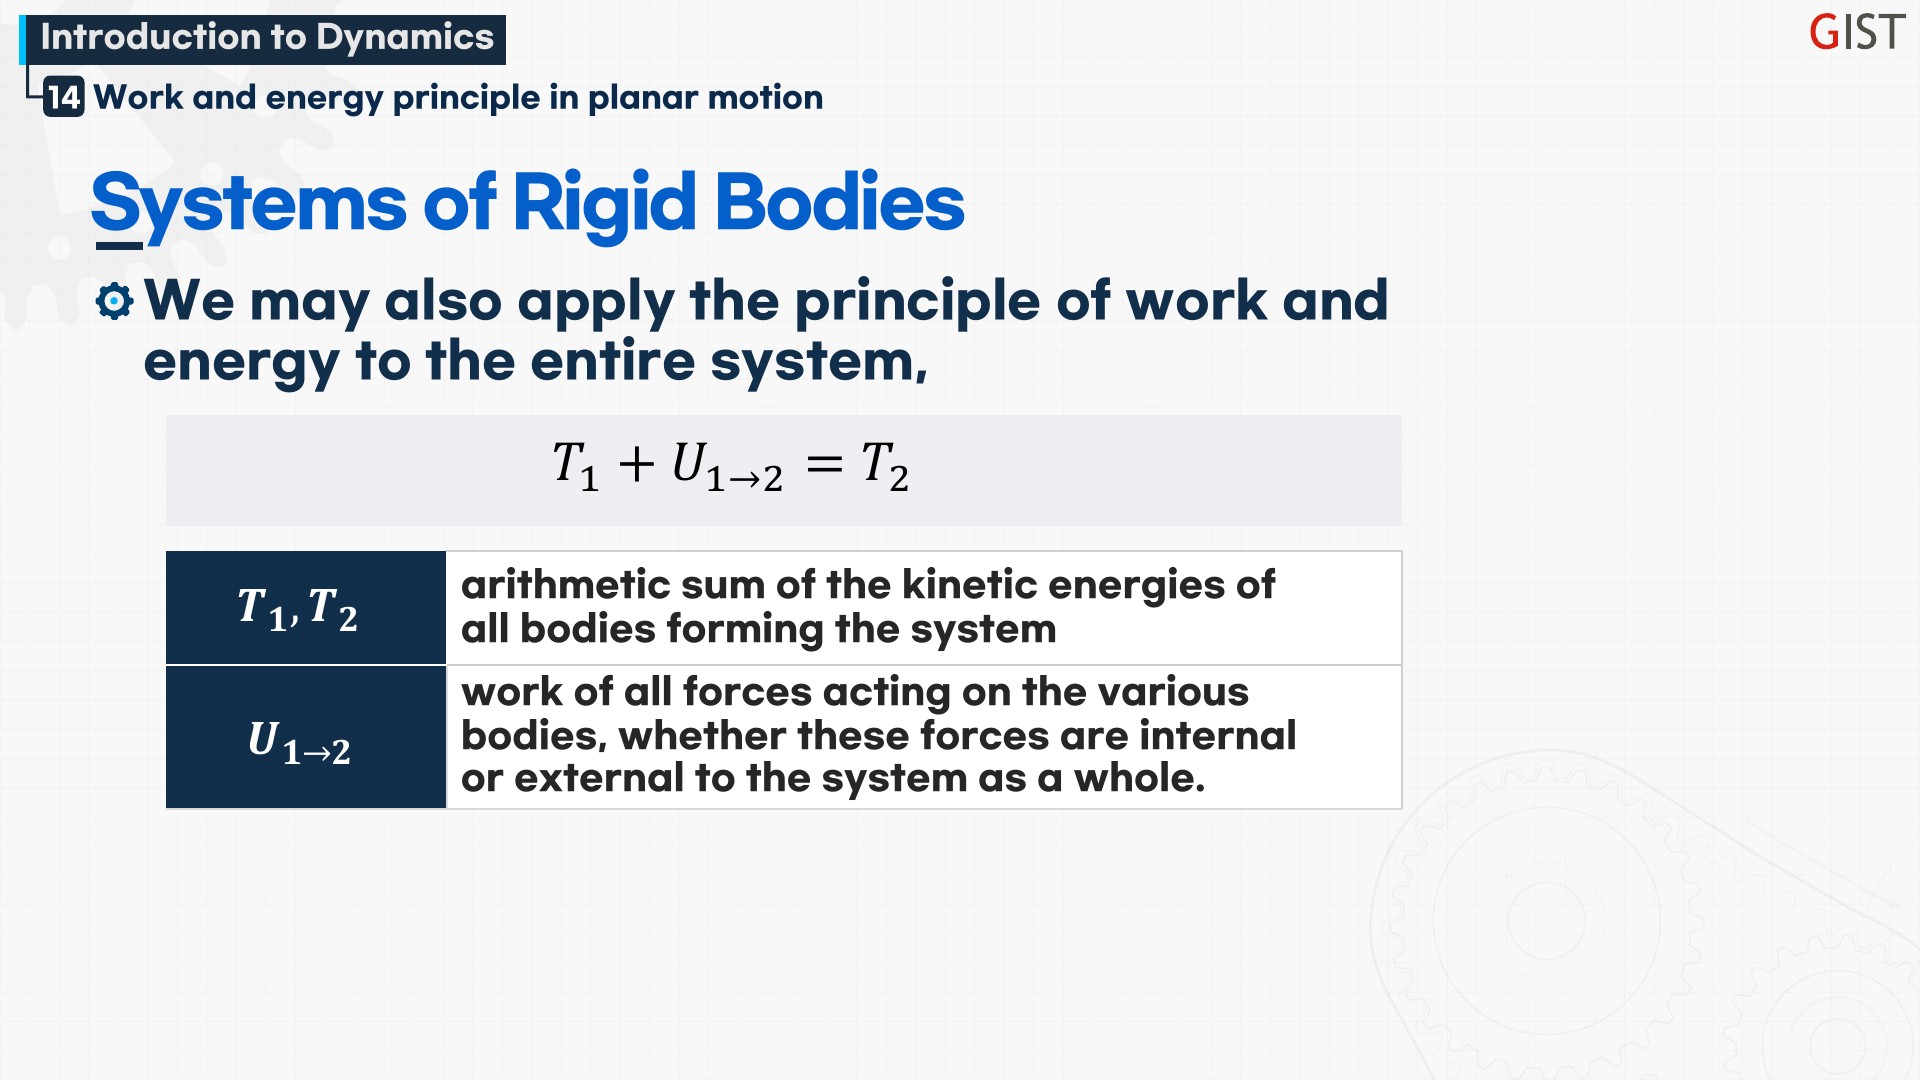 Introduction to Dynamics
GIST
14 Work and energy principle in planar motion
Systems of Rigid Bodies
We may also apply the principle of work and
energy to the entire system,
T₁ + U₁→₂ = T₂
T₁, T₂
arithmetic sum of the kinetic energies of
all bodies forming the system
U₁→₂
work of all forces acting on the various
bodies, whether these forces are internal
or external to the system as a whole.